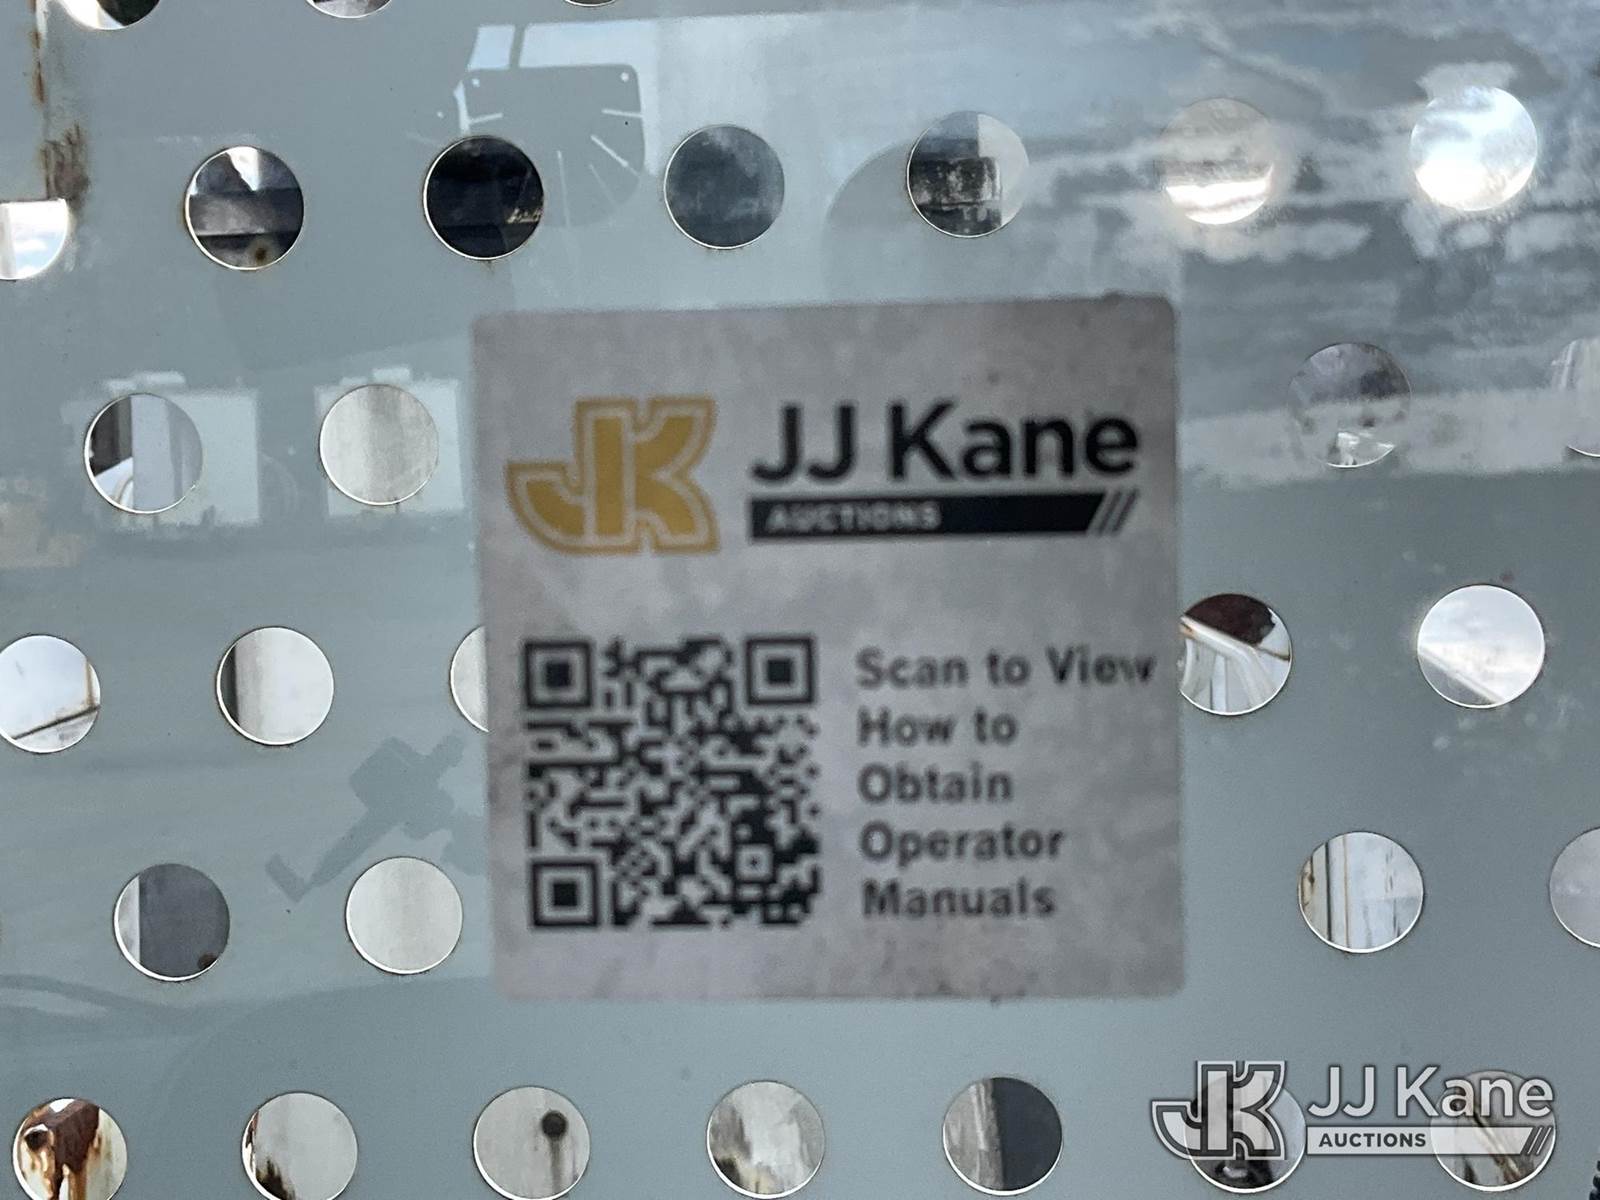 JK
JJ Kane
AUCTIONS
Scan to View
How to
Obtain
Operator
Manuals
JK
JJ Kane
AUCTIONS